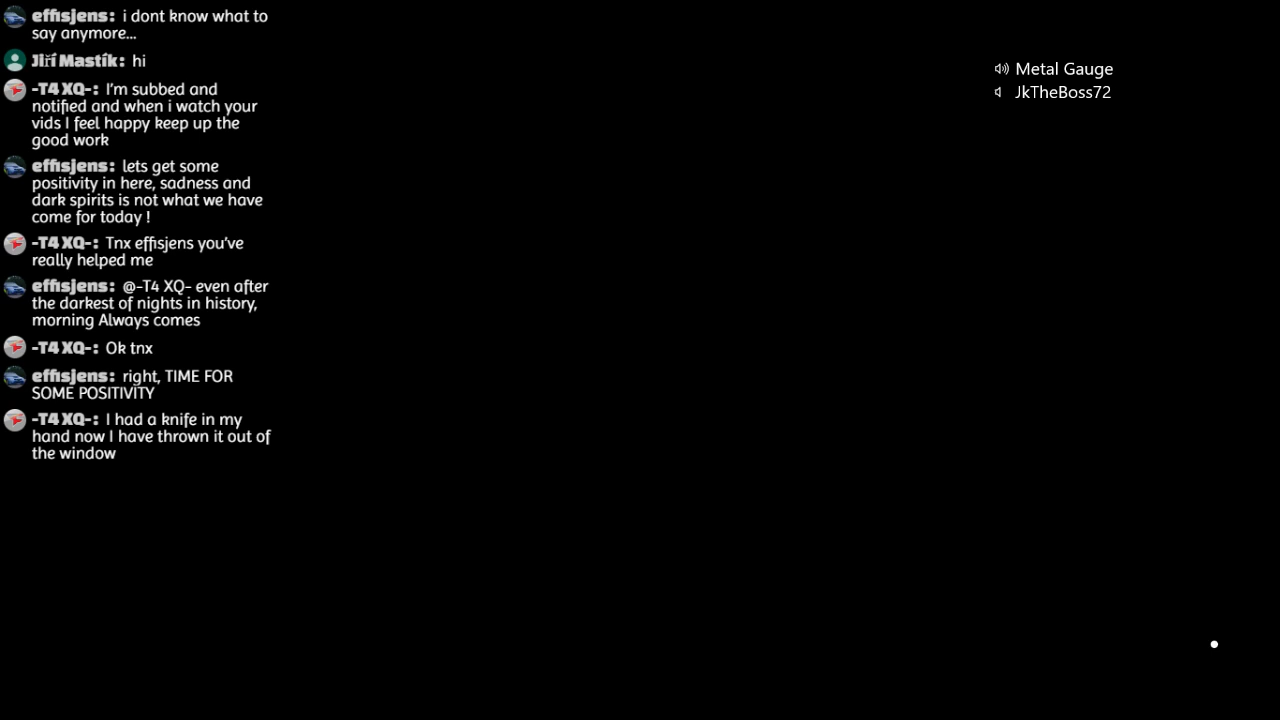 effisjens: i dont know what to
say anymore...
Jiří Mastík: hi
-T4 XQ-: I'm subbed and
notified and when i watch your
vids I feel happy keep up the
good work
effisjens: lets get some
positivity in here, sadness and
dark spirits is not what we have
come for today !
-T4 XQ-: Tnx effisjens you've
really helped me
effisjens: @-T4 XQ- even after
the darkest of nights in history,
morning Always comes
-T4 XQ-: Ok tnx
effisjens: right, TIME FOR
SOME POSITIVITY
-T4 XQ-: I had a knife in my
hand now I have thrown it out of
the window
Metal Gauge
JkTheBoss72